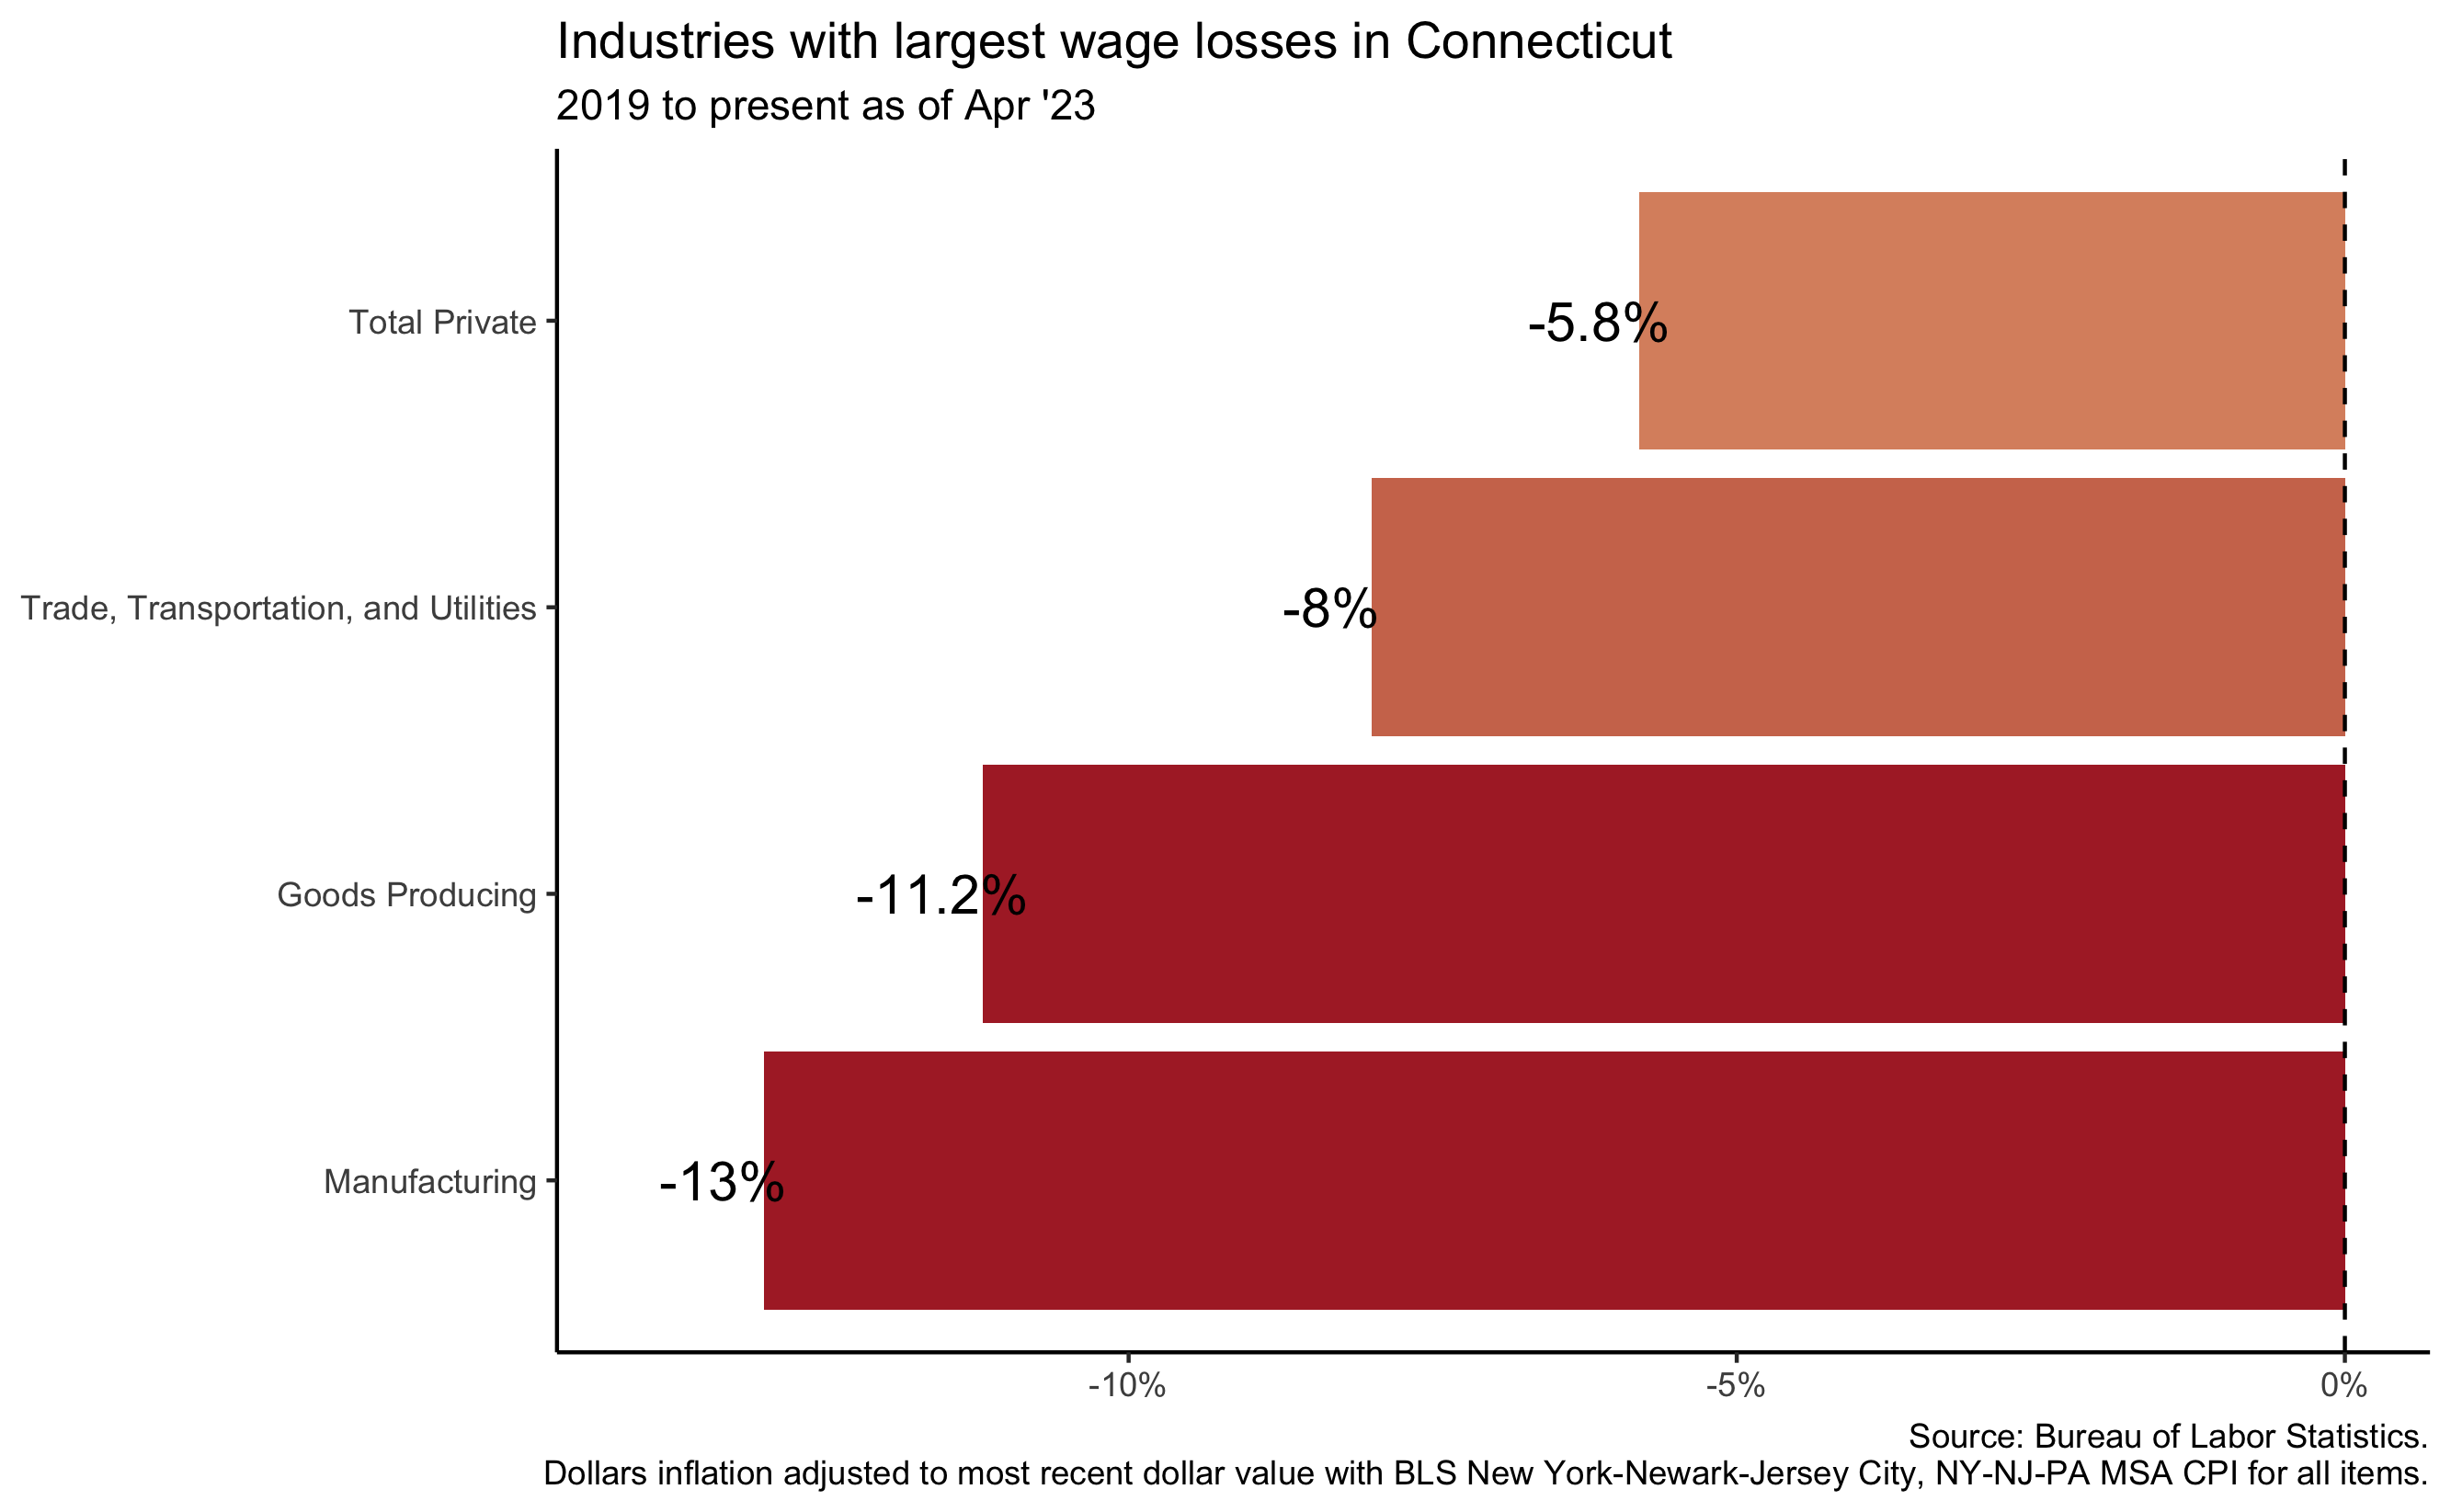 Industries with largest wage losses in Connecticut
2019 to present as of Apr '23
Total Private
-5.8%
Trade, Transportation, and Utilities
-8%
Goods Producing
-11.2%
Manufacturing
-13%
-10%
-5%
0%
Source: Bureau of Labor Statistics.
Dollars inflation adjusted to most recent dollar value with BLS New York-Newark-Jersey City, NY-NJ-PA MSA CPI for all items.